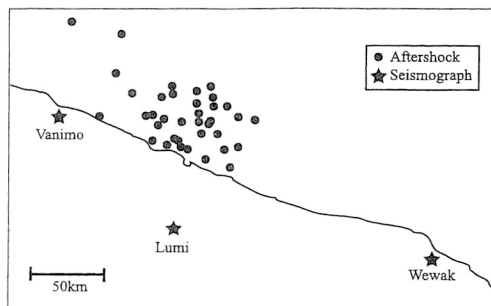 Aftershock
Seismograph
Vanimo
Lumi
Wewak
50km